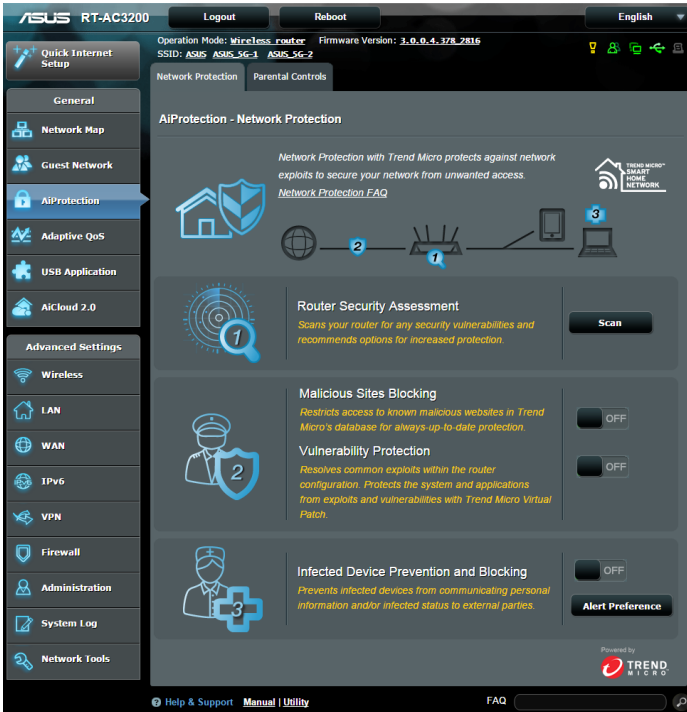 ASUS RT-AC3200 Logout Reboot English
Quick Internet Setup
Operation Mode: Wireless router Firmware Version: 3.0.0.4.378_2816
SSID: ASUS ASUS_5G-1 ASUS_5G-2
Network Protection Parental Controls
General
Network Map
Guest Network
AiProtection
Adaptive QoS
USB Application
AiCloud 2.0
Advanced Settings
Wireless
LAN
WAN
IPv6
VPN
Firewall
Administration
System Log
Network Tools
AiProtection - Network Protection
Network Protection with Trend Micro protects against network
exploits to secure your network from unwanted access.
Network Protection FAQ
TREND MICRO™
SMART
HOME
NETWORK
2
1
3
1
Router Security Assessment
Scans your router for any security vulnerabilities and
recommends options for increased protection.
Scan
2
Malicious Sites Blocking
Restricts access to known malicious websites in Trend
Micro's database for always-up-to-date protection.
OFF
Vulnerability Protection
Resolves common exploits within the router
configuration. Protects the system and applications
from exploits and vulnerabilities with Trend Micro Virtual
Patch.
OFF
3
Infected Device Prevention and Blocking
Prevents infected devices from communicating personal
information and/or infected status to external parties.
OFF
Alert Preference
Powered by
TREND
MICRO
Help & Support Manual | Utility FAQ